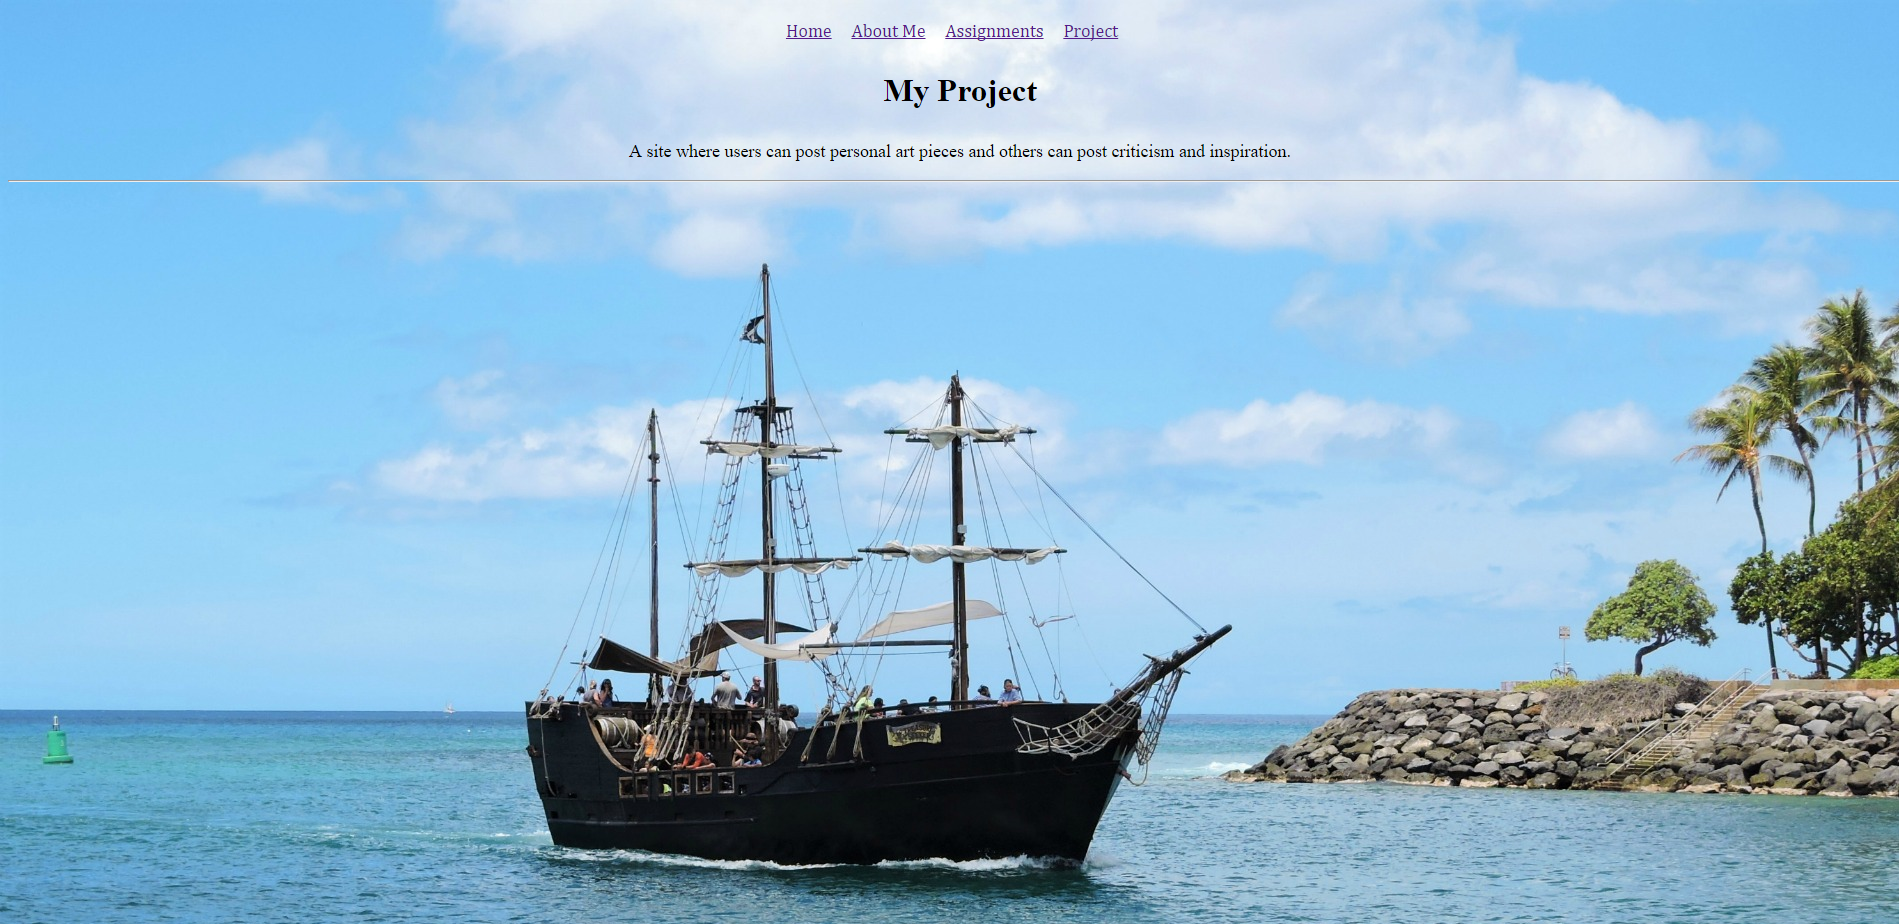 Home About Me Assignments Project
My Project
A site where users can post personal art pieces and others can post criticism and inspiration.